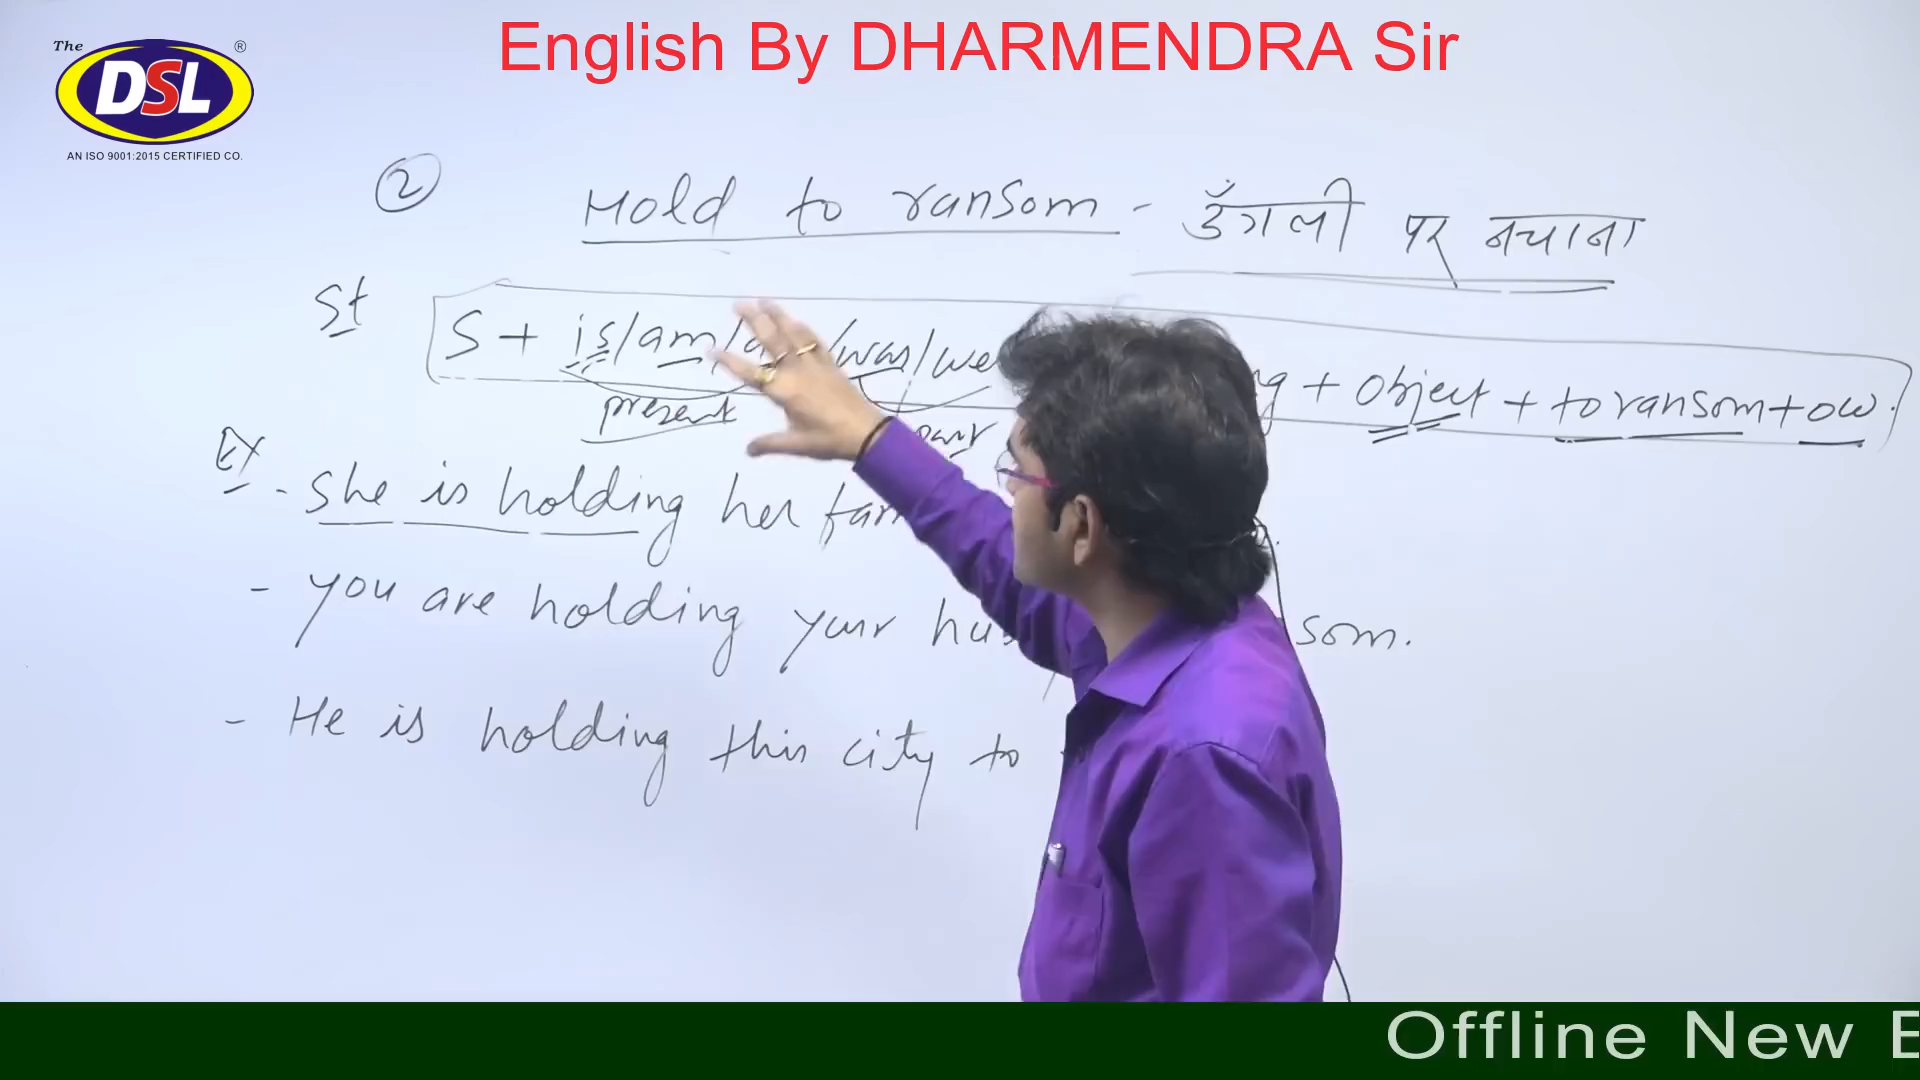 English By DHARMENDRA Sir
The
DSL
®
AN ISO 9001:2015 CERTIFIED CO.
2
Hold to ransom - उँगली पर नचाना
St
S + is/am/ /was/we + object + to ransom + ow.
present
Ex
- She is holding her
- you are holding your som.
- He is holding this city to
Offline New